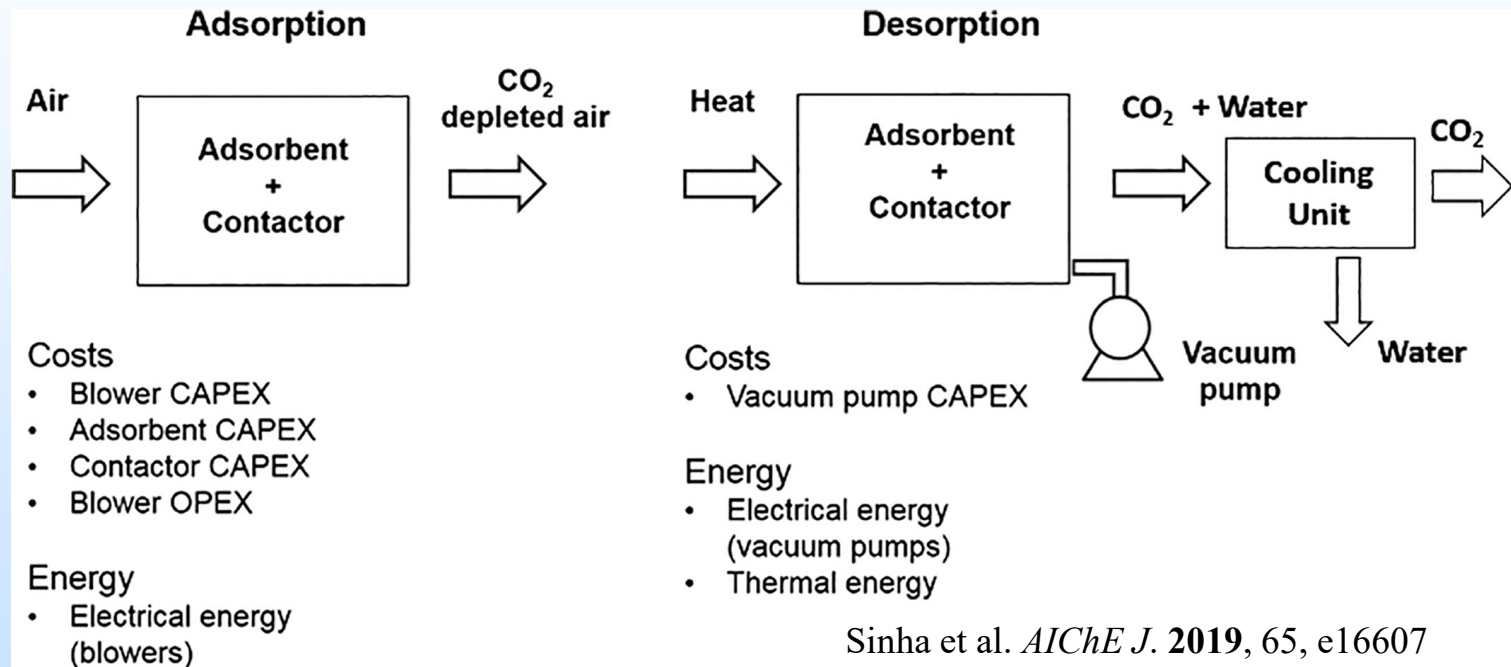 Adsorption
Air
Adsorbent
+
Contactor
CO₂
depleted air
Costs
• Blower CAPEX
• Adsorbent CAPEX
• Contactor CAPEX
• Blower OPEX
Energy
• Electrical energy
(blowers)
Desorption
Heat
Adsorbent
+
Contactor
CO₂ + Water
Cooling
Unit
CO₂
Water
Vacuum
pump
Costs
• Vacuum pump CAPEX
Energy
• Electrical energy
(vacuum pumps)
• Thermal energy
Sinha et al. AIChE J. 2019, 65, e16607